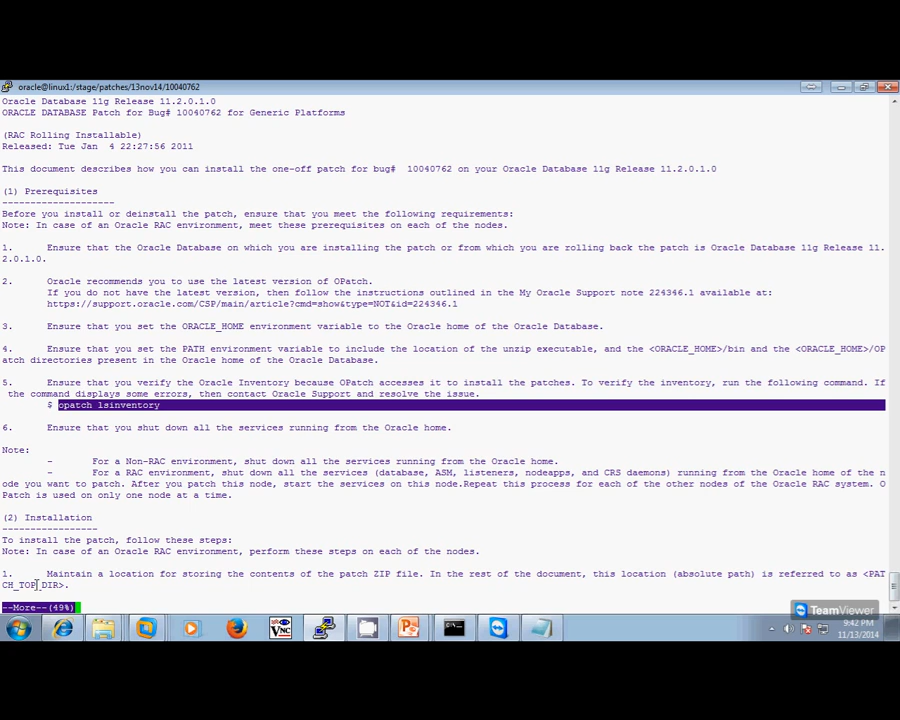 oracle@linux1:/stage/patches/13nov14/10040762
Oracle Database 11g Release 11.2.0.1.0
ORACLE DATABASE Patch for Bug# 10040762 for Generic Platforms
(RAC Rolling Installable)
Released: Tue Jan  4 22:27:56 2011
This document describes how you can install the one-off patch for bug#  10040762 on your Oracle Database 11g Release 11.2.0.1.0
(1) Prerequisites
--------------------
Before you install or deinstall the patch, ensure that you meet the following requirements:
Note: In case of an Oracle RAC environment, meet these prerequisites on each of the nodes.
1.      Ensure that the Oracle Database on which you are installing the patch or from which you are rolling back the patch is Oracle Database 11g Release 11.
2.0.1.0.
2.      Oracle recommends you to use the latest version of OPatch.
If you do not have the latest version, then follow the instructions outlined in the My Oracle Support note 224346.1 available at:
https://support.oracle.com/CSP/main/article?cmd=show&type=NOT&id=224346.1
3.      Ensure that you set the ORACLE_HOME environment variable to the Oracle home of the Oracle Database.
4.      Ensure that you set the PATH environment variable to include the location of the unzip executable, and the <ORACLE_HOME>/bin and the <ORACLE_HOME>/OP
atch directories present in the Oracle home of the Oracle Database.
5.      Ensure that you verify the Oracle Inventory because OPatch accesses it to install the patches. To verify the inventory, run the following command. If
the command displays some errors, then contact Oracle Support and resolve the issue.
$ opatch lsinventory
6.      Ensure that you shut down all the services running from the Oracle home.
Note:
-       For a Non-RAC environment, shut down all the services running from the Oracle home.
-       For a RAC environment, shut down all the services (database, ASM, listeners, nodeapps, and CRS daemons) running from the Oracle home of the n
ode you want to patch. After you patch this node, start the services on this node.Repeat this process for each of the other nodes of the Oracle RAC system. O
Patch is used on only one node at a time.
(2) Installation
-----------------
To install the patch, follow these steps:
Note: In case of an Oracle RAC environment, perform these steps on each of the nodes.
1.      Maintain a location for storing the contents of the patch ZIP file. In the rest of the document, this location (absolute path) is referred to as <PAT
CH_TOP_DIR>.
--More--(49%)
TeamViewer
9:42 PM
11/13/2014